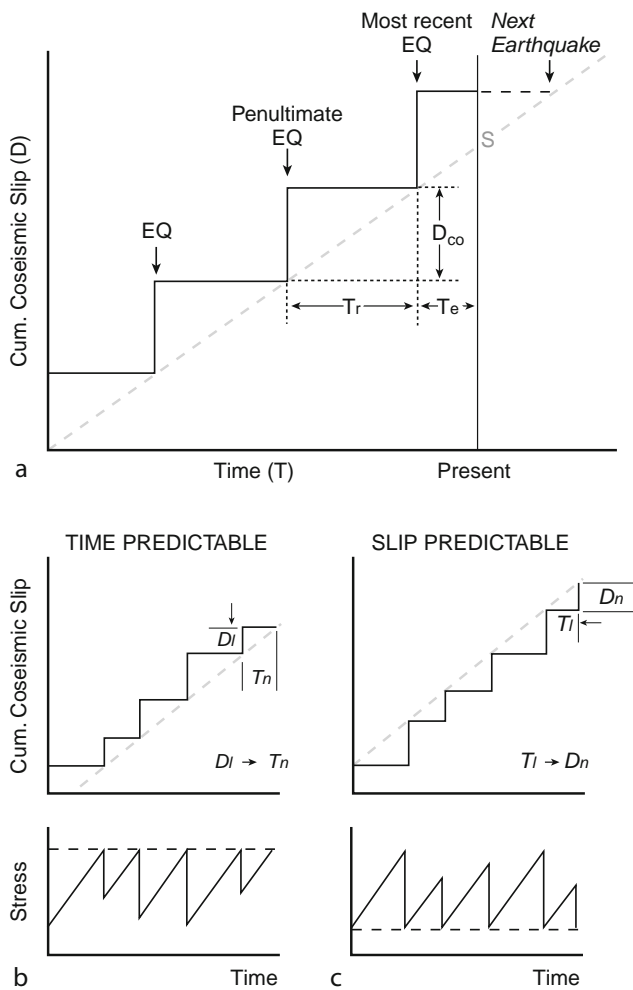 Most recent
EQ
Next
Earthquake
Penultimate
EQ
EQ
S
Dco
Tr
Te
Cum. Coseismic Slip (D)
Time (T)
Present
a
TIME PREDICTABLE
SLIP PREDICTABLE
Cum. Coseismic Slip
Dl
Tn
Dl → Tn
Dn
Tl
Tl → Dn
Stress
b
Time
c
Time